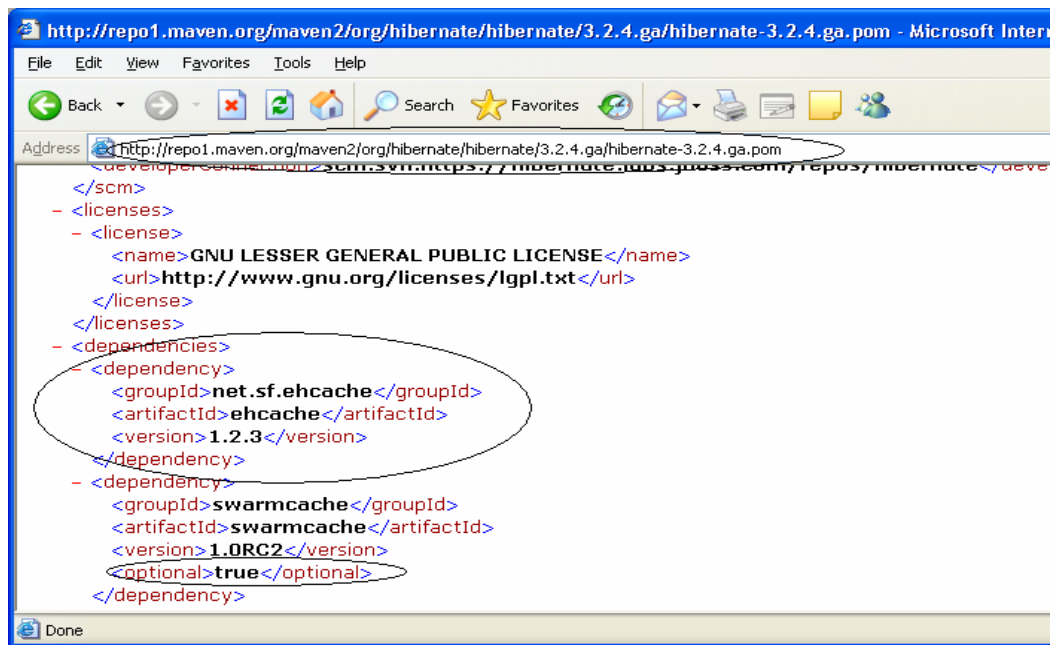 http://repo1.maven.org/maven2/org/hibernate/hibernate/3.2.4.ga/hibernate-3.2.4.ga.pom - Microsoft Intern
File Edit View Favorites Tools Help
Back Search Favorites
Address http://repo1.maven.org/maven2/org/hibernate/hibernate/3.2.4.ga/hibernate-3.2.4.ga.pom
</scm>
- <licenses>
- <license>
<name>GNU LESSER GENERAL PUBLIC LICENSE</name>
<url>http://www.gnu.org/licenses/lgpl.txt</url>
</license>
</licenses>
- <dependencies>
- <dependency>
<groupId>net.sf.ehcache</groupId>
<artifactId>ehcache</artifactId>
<version>1.2.3</version>
</dependency>
- <dependency>
<groupId>swarmcache</groupId>
<artifactId>swarmcache</artifactId>
<version>1.0RC2</version>
<optional>true</optional>
</dependency>
Done